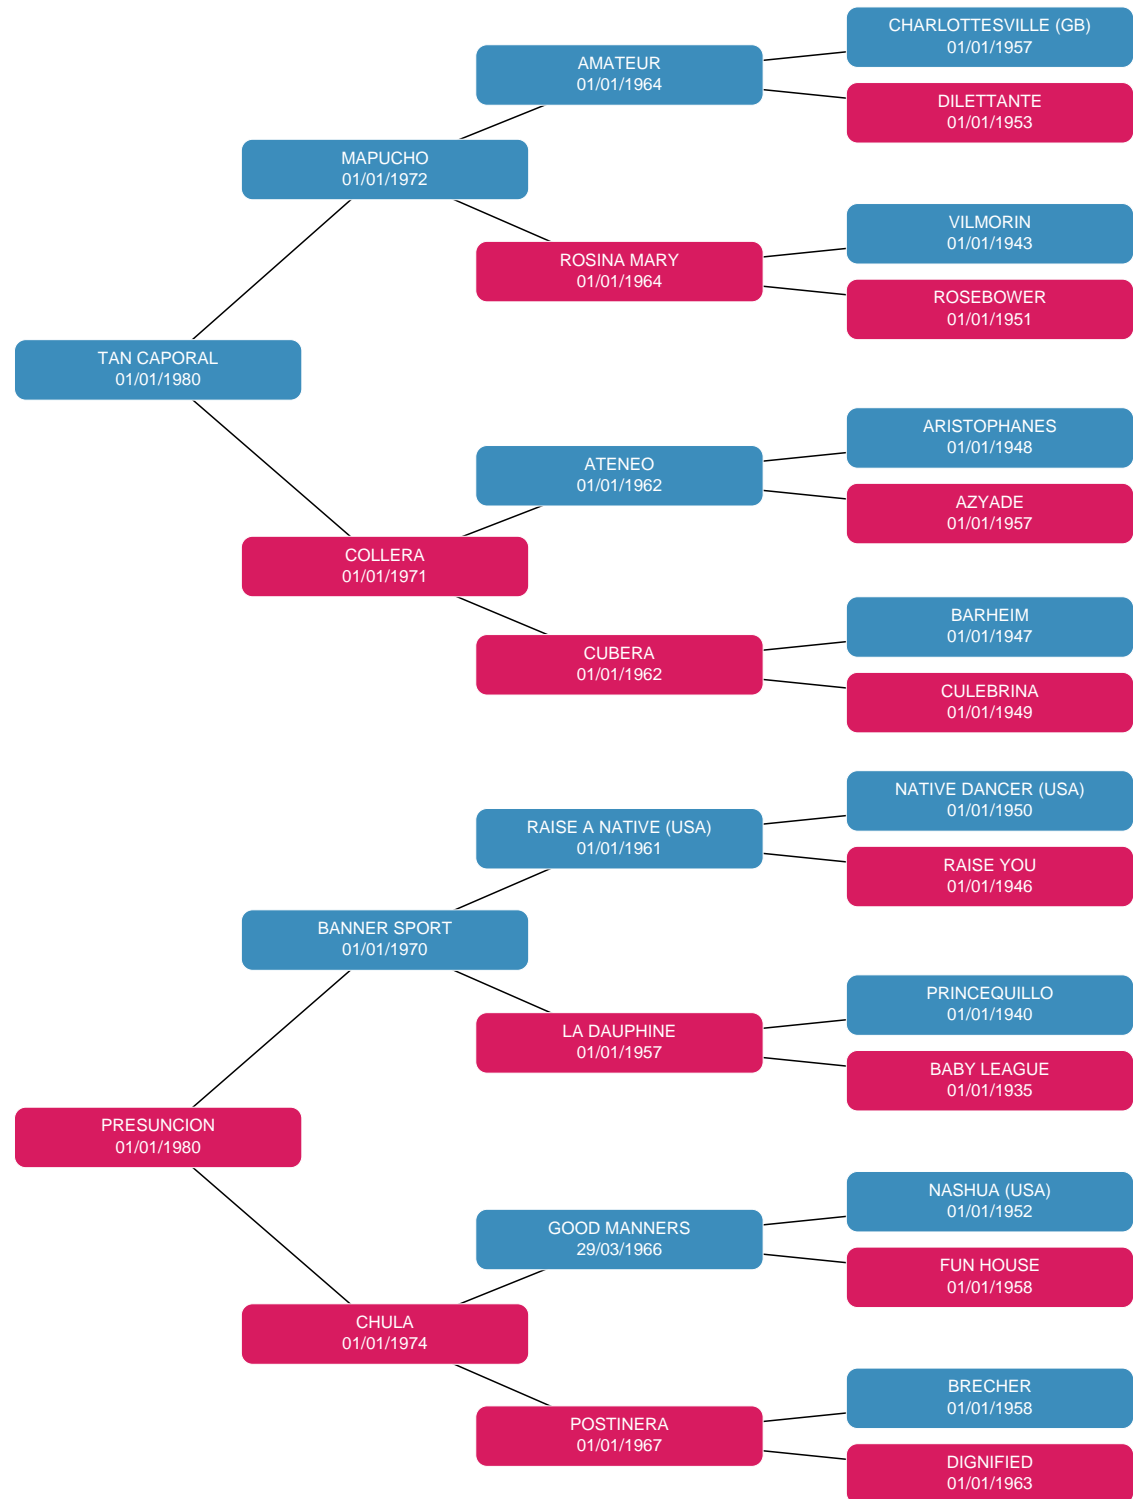 CHARLOTTESVILLE (GB)
01/01/1957
AMATEUR
01/01/1964
DILETTANTE
01/01/1953
MAPUCHO
01/01/1972
VILMORIN
01/01/1943
ROSINA MARY
01/01/1964
ROSEBOWER
01/01/1951
TAN CAPORAL
01/01/1980
ARISTOPHANES
01/01/1948
ATENEO
01/01/1962
AZYADE
01/01/1957
COLLERA
01/01/1971
BARHEIM
01/01/1947
CUBERA
01/01/1962
CULEBRINA
01/01/1949
NATIVE DANCER (USA)
01/01/1950
RAISE A NATIVE (USA)
01/01/1961
RAISE YOU
01/01/1946
BANNER SPORT
01/01/1970
PRINCEQUILLO
01/01/1940
LA DAUPHINE
01/01/1957
BABY LEAGUE
01/01/1935
PRESUNCION
01/01/1980
NASHUA (USA)
01/01/1952
GOOD MANNERS
29/03/1966
FUN HOUSE
01/01/1958
CHULA
01/01/1974
BRECHER
01/01/1958
POSTINERA
01/01/1967
DIGNIFIED
01/01/1963